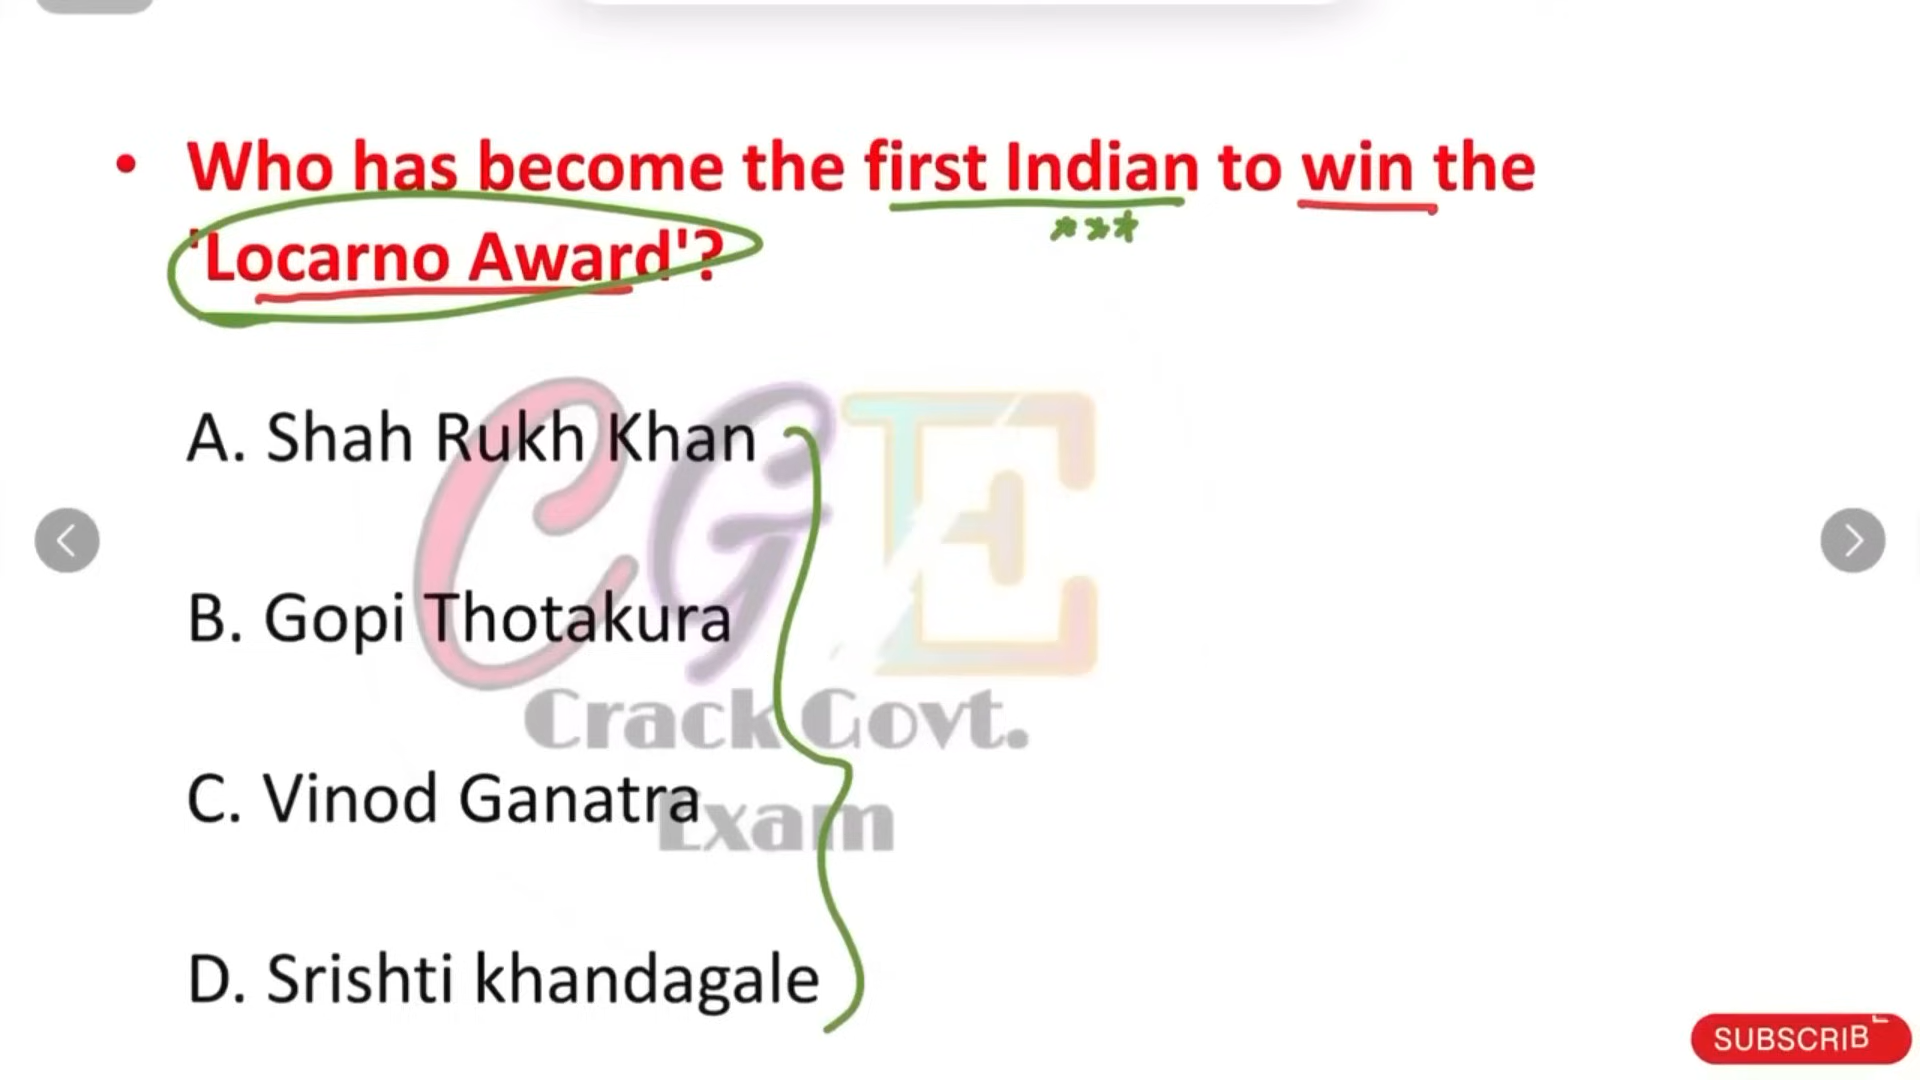 • Who has become the first Indian to win the
'Locarno Award'?
***
A. Shah Rukh Khan
B. Gopi Thotakura
C. Vinod Ganatra
D. Srishti khandagale
CGE
Crack Govt.
Exam
SUBSCRIB